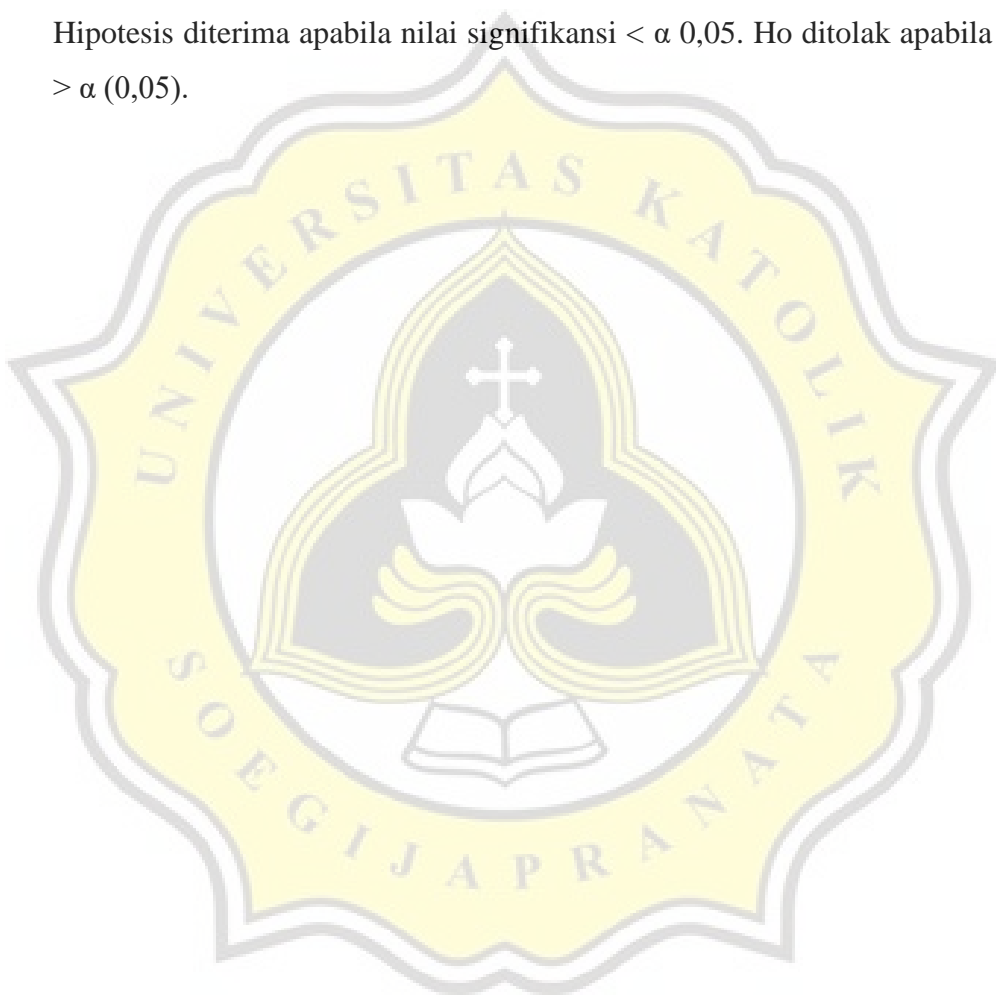 Hipotesis diterima apabila nilai signifikansi < α 0,05. Ho ditolak apabila
> α (0,05).
UNIVERSITAS KATOLIK
SOEGIJAPRANATA